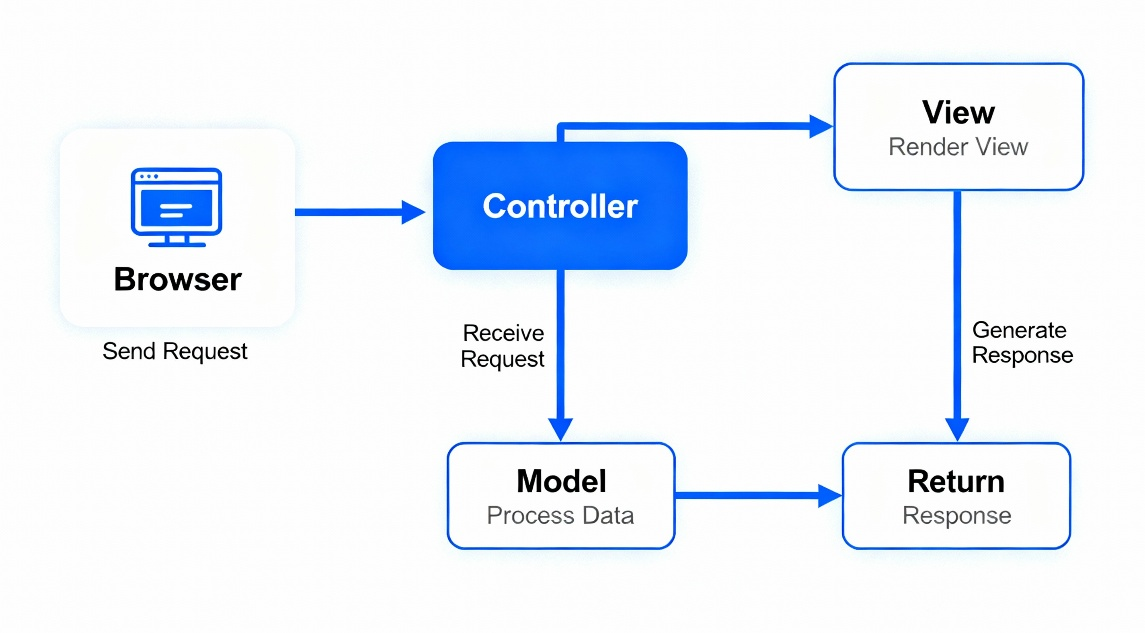 Browser
Send Request
Controller
Receive
Request
View
Render View
Generate
Response
Model
Process Data
Return
Response